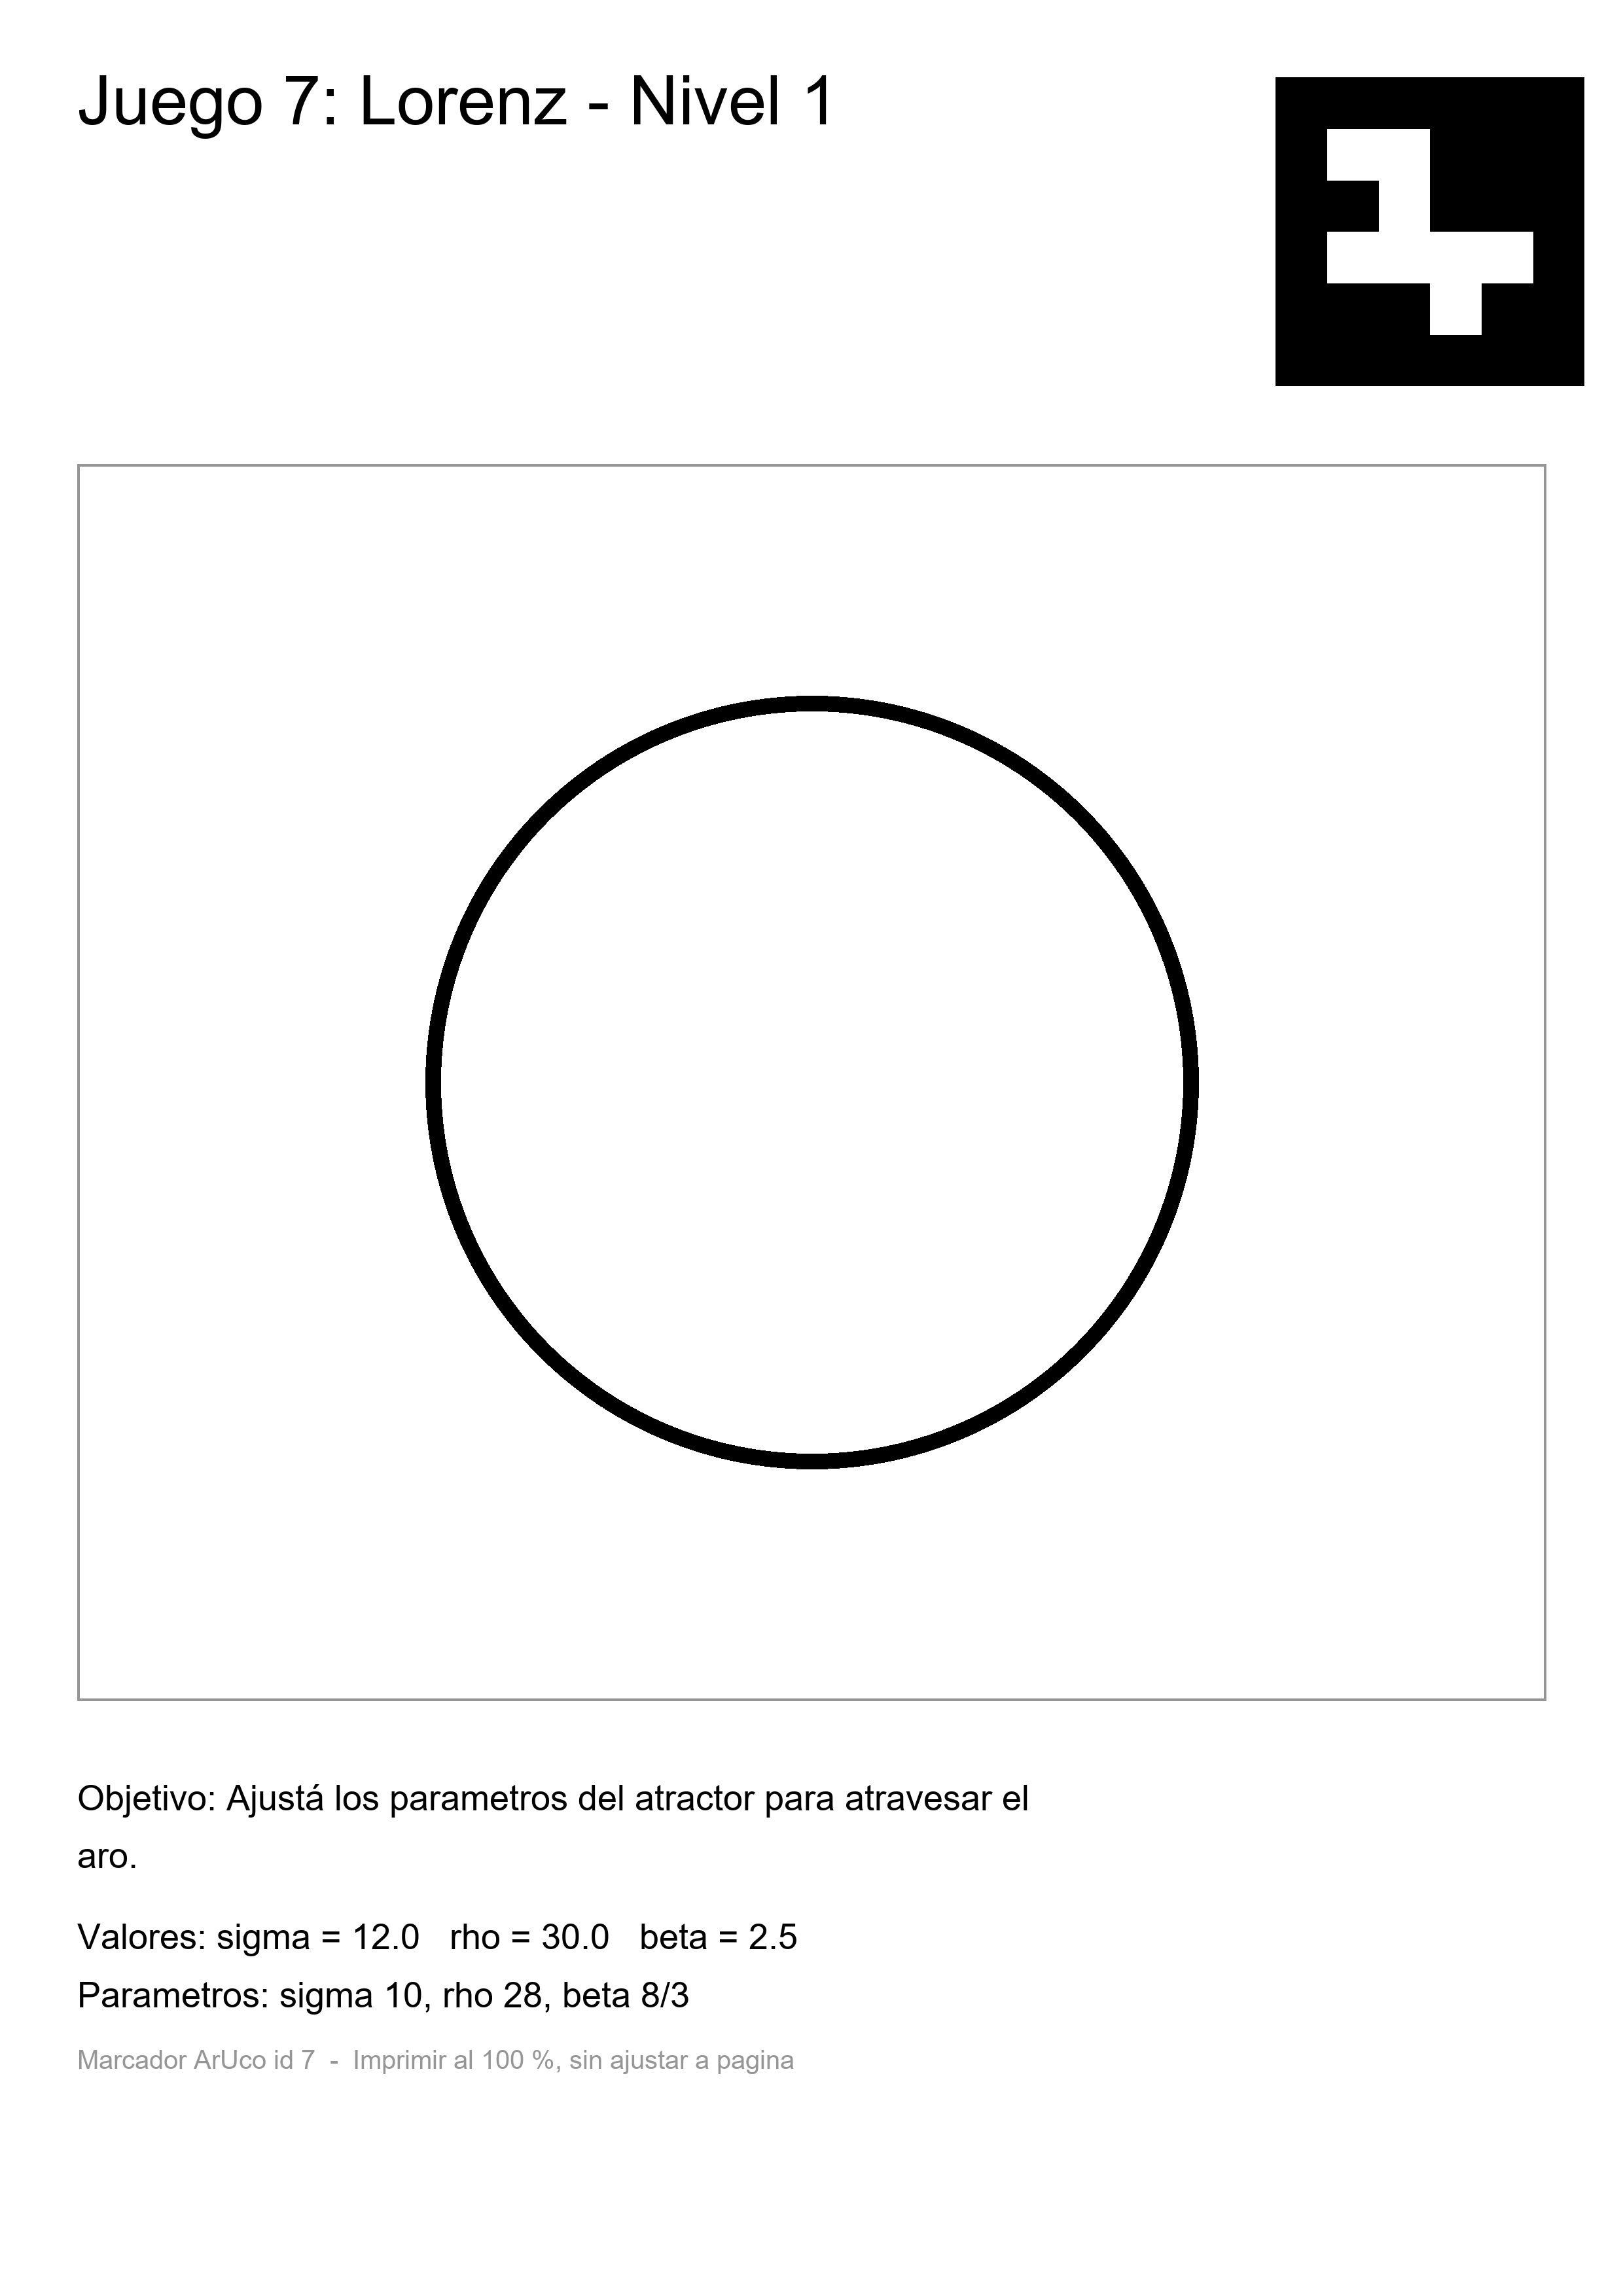 Juego 7: Lorenz - Nivel 1
Objetivo: Ajustá los parametros del atractor para atravesar el
aro.
Valores: sigma = 12.0   rho = 30.0   beta = 2.5
Parametros: sigma 10, rho 28, beta 8/3
Marcador ArUco id 7  -  Imprimir al 100 %, sin ajustar a pagina